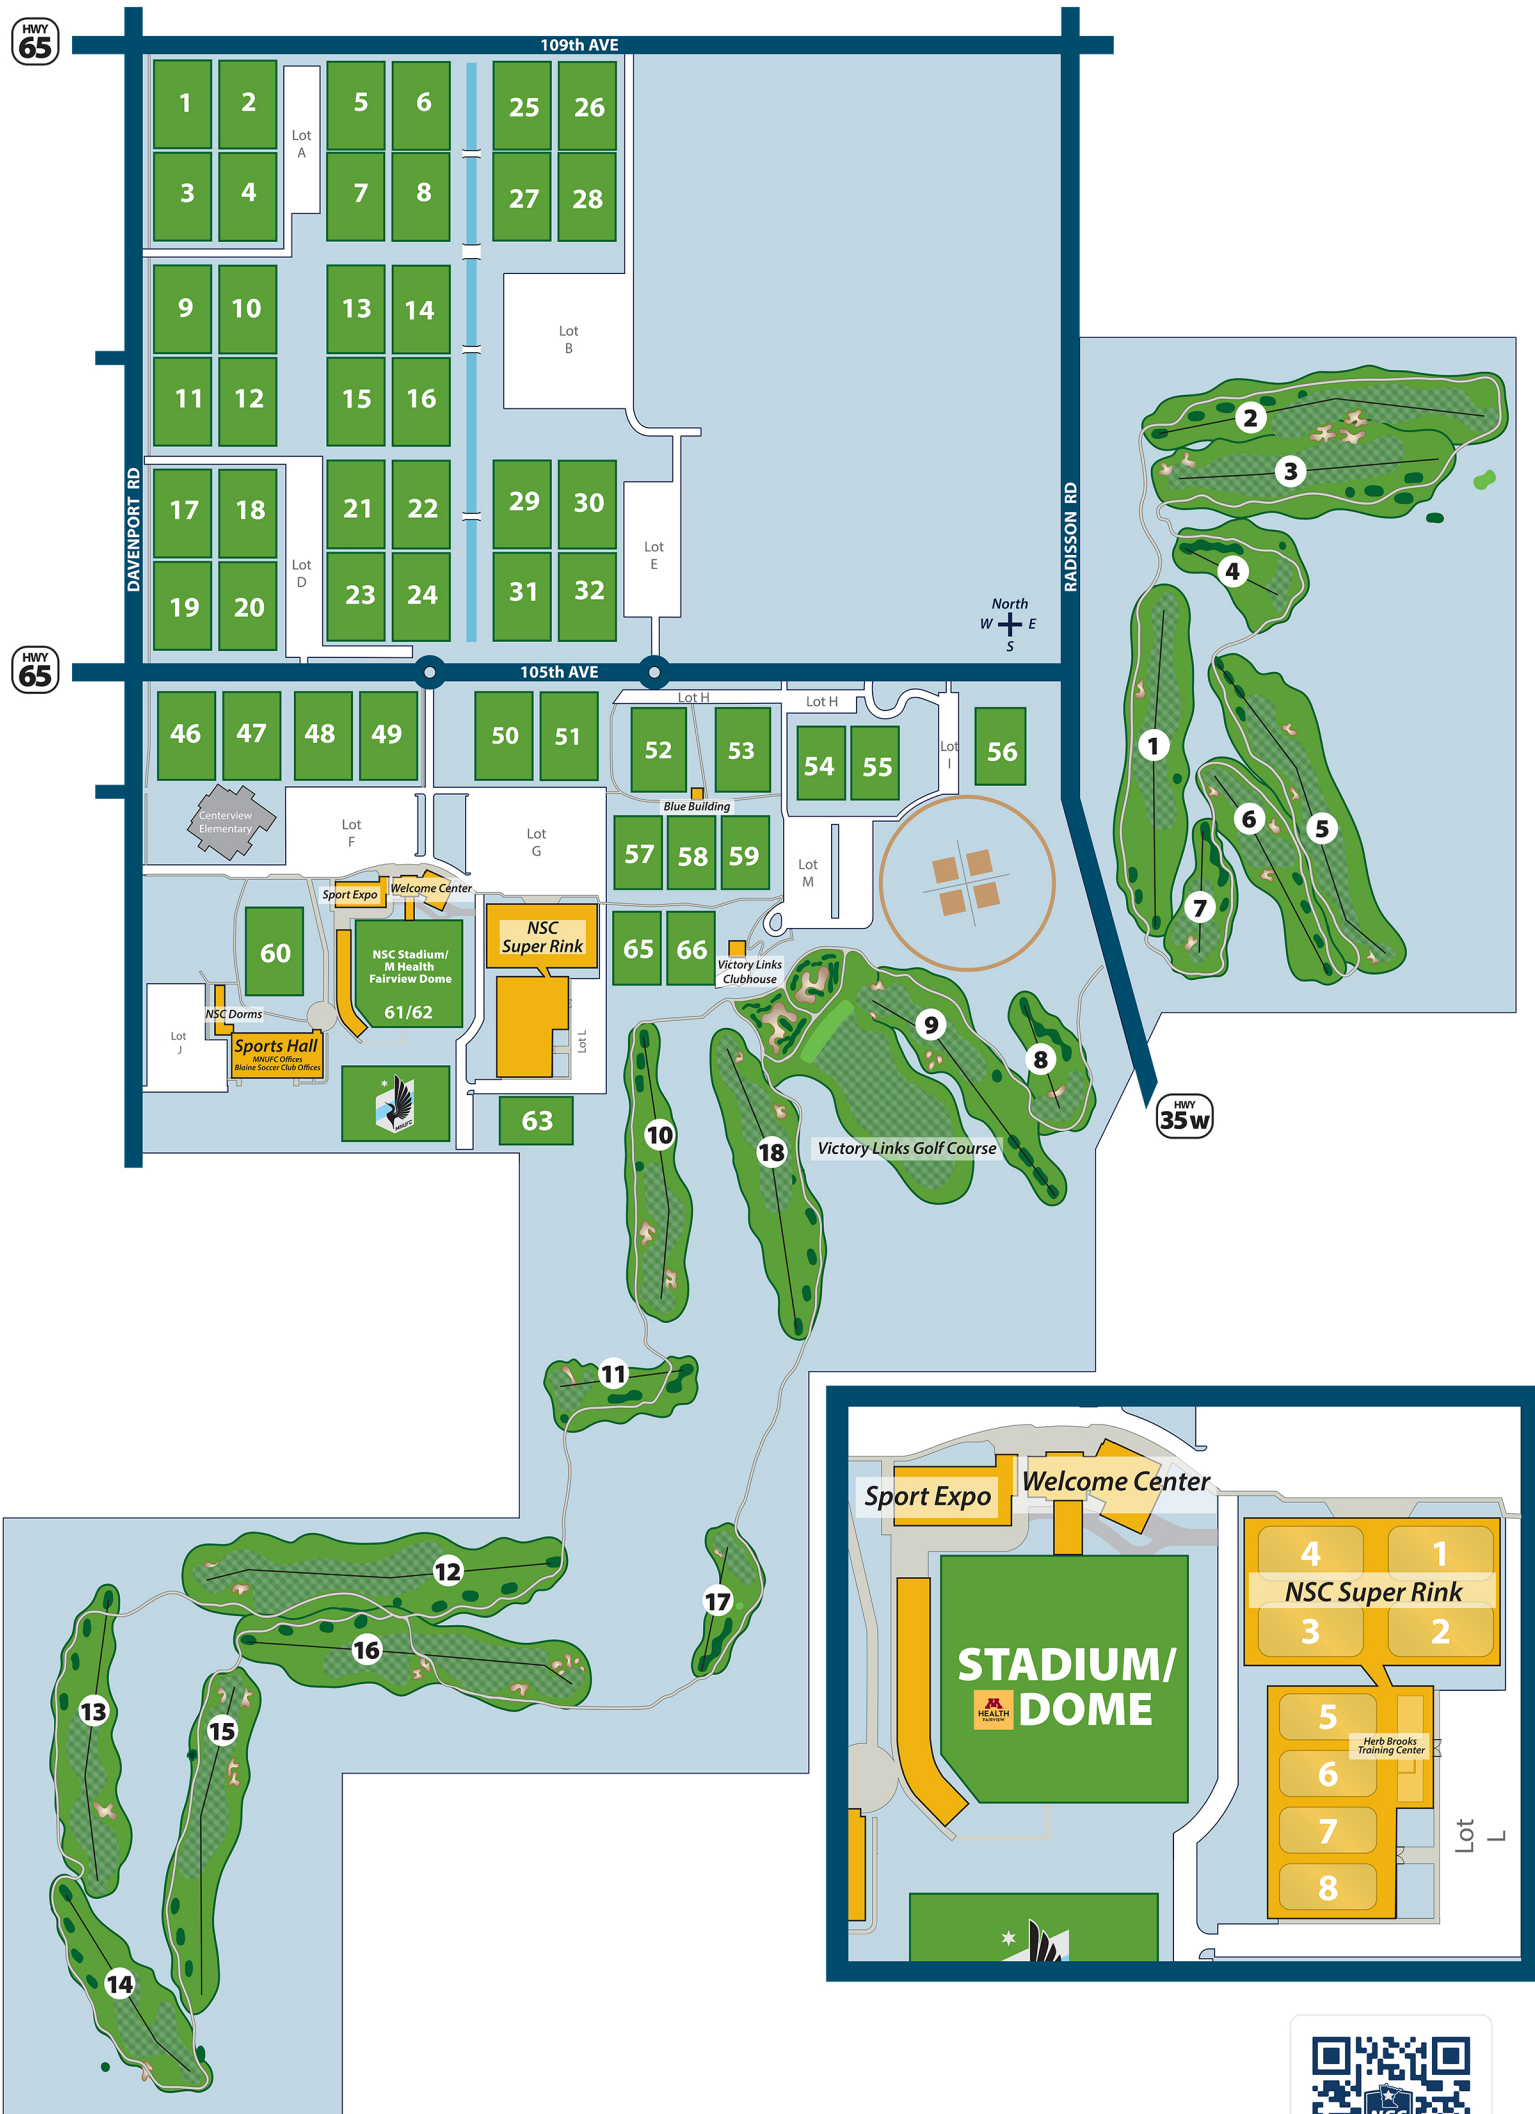 HWY
65
109th AVE
1 2
Lot
A
5 6
25 26
3 4
7 8
27 28
9 10
13 14
Lot
B
11 12
15 16
DAVENPORT RD
RADISSON RD
17 18
21 22
29 30
Lot
D
Lot
E
19 20
23 24
31 32
North
W E
S
HWY
65
105th AVE
46 47 48 49
50 51
Lot H
Lot H
52 53
54 55
Lot
I
56
Blue Building
Centerview
Elementary
Lot
F
Lot
G
57 58 59
Lot
M
Sport Expo
Welcome Center
60
NSC Stadium/
M Health
Fairview Dome
61/62
NSC
Super Rink
65 66
Victory Links
Clubhouse
NSC Dorms
Lot
J
Sports Hall
MNUFC Offices
Blaine Soccer Club Offices
Lot L
MNUFC
63
2
3
4
1
5
6
7
9
8
10
18
Victory Links Golf Course
HWY
35W
11
12
17
16
13
15
14
Sport Expo
Welcome Center
4 1
NSC Super Rink
3 2
STADIUM/
M
HEALTH
FAIRVIEW
DOME
5
Herb Brooks
Training Center
6
7
8
Lot
L
NSC